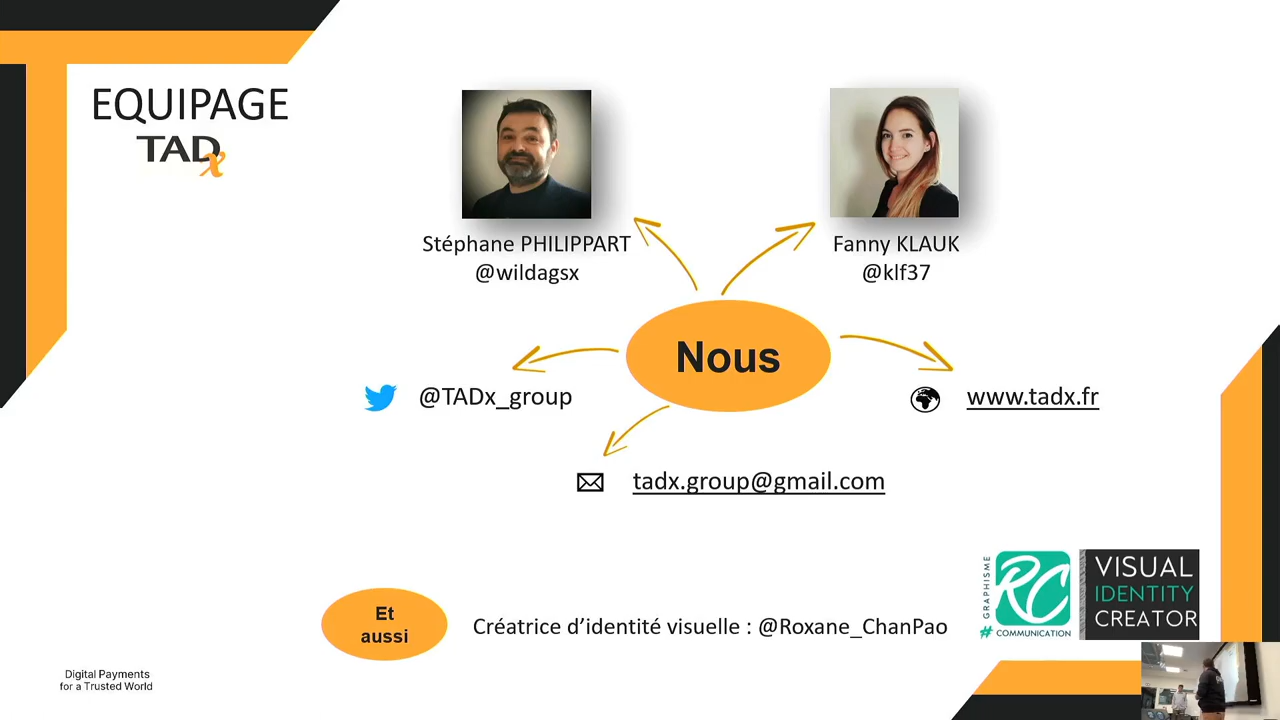 EQUIPAGE
TADx
Stéphane PHILIPPART
@wildagsx
Fanny KLAUK
@klf37
Nous
@TADx_group
www.tadx.fr
tadx.group@gmail.com
Et
aussi
Créatrice d’identité visuelle : @Roxane_ChanPao
# GRAPHISME
RC
COMMUNICATION
VISUAL
IDENTITY
CREATOR
Digital Payments
for a Trusted World